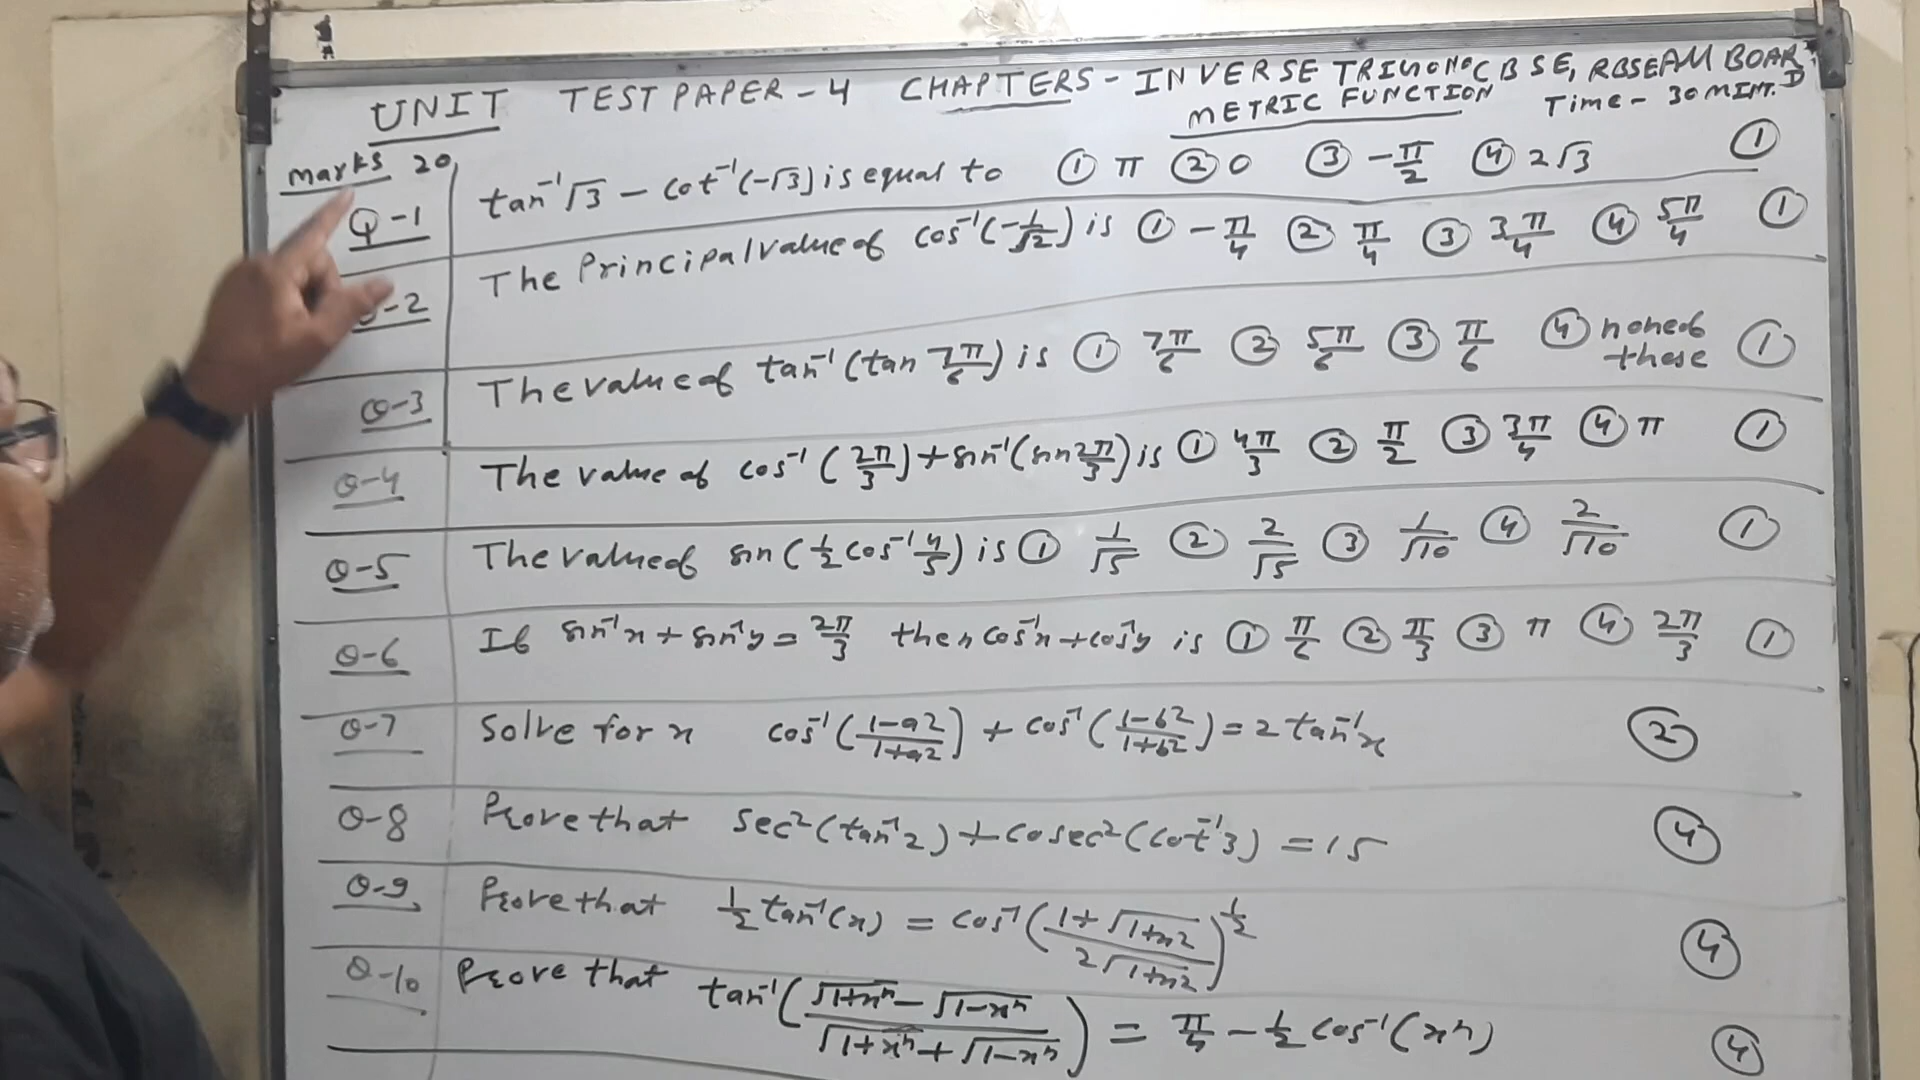 UNIT TEST PAPER-4 CHAPTERS-INVERSE TRIGONO CBSE, RBSE All BOAR
METRIC FUNCTION Time-30MINT. D
marks 20
Q-1 tan⁻¹√3 - cot⁻¹(-√3) is equal to ① π ② 0 ③ -π/2 ④ 2√3 ①
Q-2 The Principal value of cos⁻¹(-1/√2) is ① -π/4 ② π/4 ③ 3π/4 ④ 5π/4 ①
Q-3 The value of tan⁻¹(tan 7π/6) is ① 7π/6 ② 5π/6 ③ π/6 ④ none of these ①
Q-4 The value of cos⁻¹(2π/3)+sin⁻¹(sin 2π/3) is ① 4π/3 ② π/2 ③ 3π/4 ④ π ①
Q-5 The value of sin(½ cos⁻¹ 4/5) is ① 1/√5 ② 2/√5 ③ 1/√10 ④ 2/√10 ①
Q-6 If sin⁻¹x + sin⁻¹y = 2π/3 then cos⁻¹x + cos⁻¹y is ① π/6 ② π/3 ③ π ④ 2π/3 ①
Q-7 Solve for x cos⁻¹((1-a2)/(1+a2)) + cos⁻¹((1-b2)/(1+b2)) = 2 tan⁻¹x ②
Q-8 Prove that sec²(tan⁻¹2) + cosec²(cot⁻¹3) = 15 ④
Q-9, Prove that ½ tan⁻¹(x) = cos⁻¹((1+√1+x2)/(2√1+x2))^½ ④
Q-10 Prove that tan⁻¹((√1+xⁿ - √1-xⁿ)/(√1+xⁿ + √1-xⁿ)) = π/4 - ½ cos⁻¹(xⁿ) ④